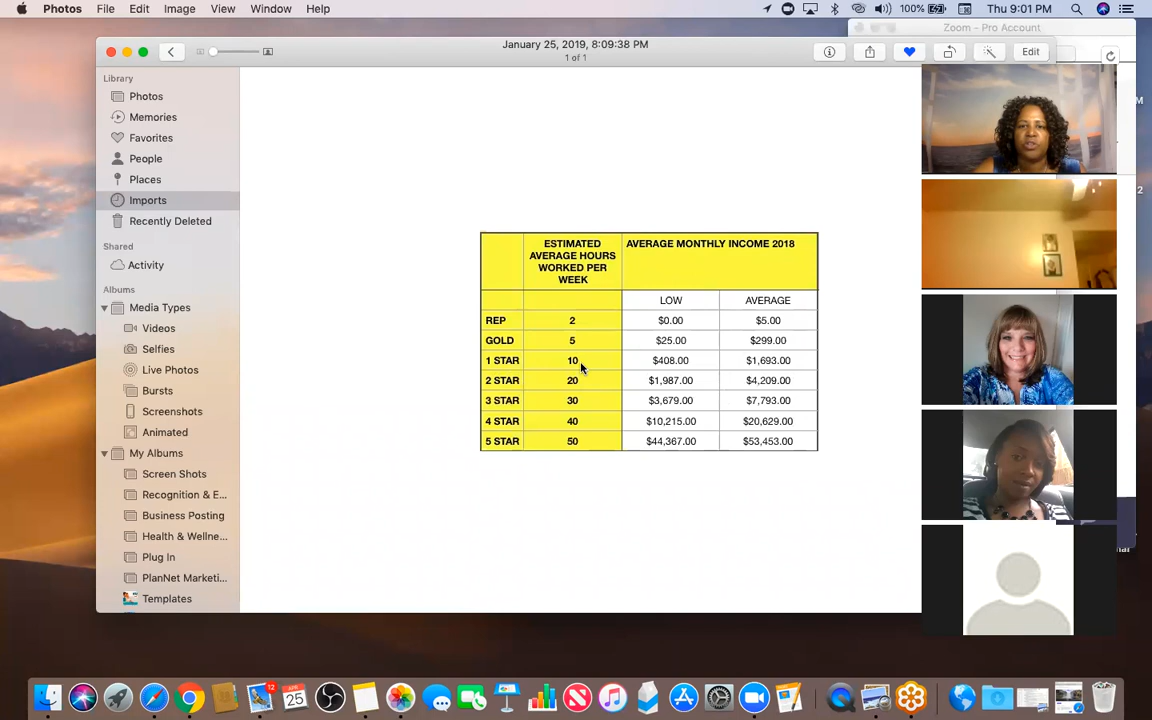 Photos File Edit Image View Window Help 100% Thu 9:01 PM
Zoom - Pro Account
January 25, 2019, 8:09:38 PM
1 of 1
Edit
Library
Photos
Memories
Favorites
People
Places
Imports
Recently Deleted
Shared
Activity
Albums
Media Types
Videos
Selfies
Live Photos
Bursts
Screenshots
Animated
My Albums
Screen Shots
Recognition & E...
Business Posting
Health & Wellne...
Plug In
PlanNet Marketi...
Templates
ESTIMATED AVERAGE MONTHLY INCOME 2018
AVERAGE HOURS
WORKED PER
WEEK
LOW AVERAGE
REP 2 $0.00 $5.00
GOLD 5 $25.00 $299.00
1 STAR 10 $408.00 $1,693.00
2 STAR 20 $1,987.00 $4,209.00
3 STAR 30 $3,679.00 $7,793.00
4 STAR 40 $10,215.00 $20,629.00
5 STAR 50 $44,367.00 $53,453.00
12
APR
25